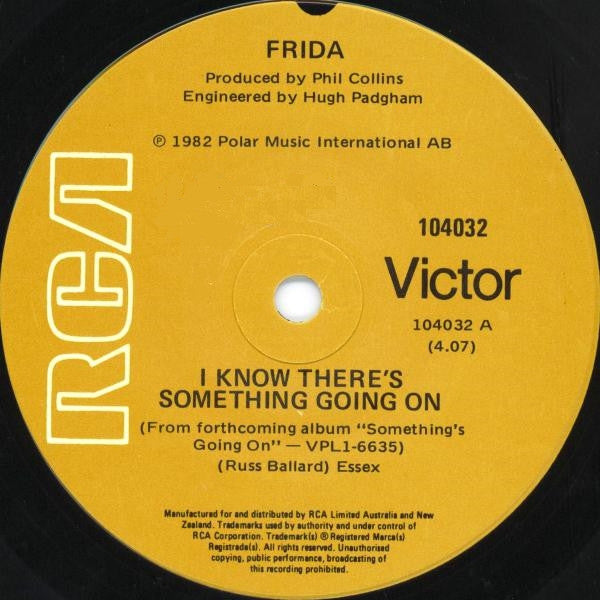 FRIDA
Produced by Phil Collins
Engineered by Hugh Padgham
℗ 1982 Polar Music International AB
RCA
104032
Victor
104032 A
(4.07)
I KNOW THERE'S
SOMETHING GOING ON
(From forthcoming album "Something's
Going On" — VPL1-6635)
(Russ Ballard) Essex
Manufactured for and distributed by RCA Limited Australia and New
Zealand. Trademarks used by authority and under control of
RCA Corporation. Trademark(s) ® Registered Marca(s)
Registrada(s). All rights reserved. Unauthorised
copying, public performance, broadcasting of
this recording prohibited.